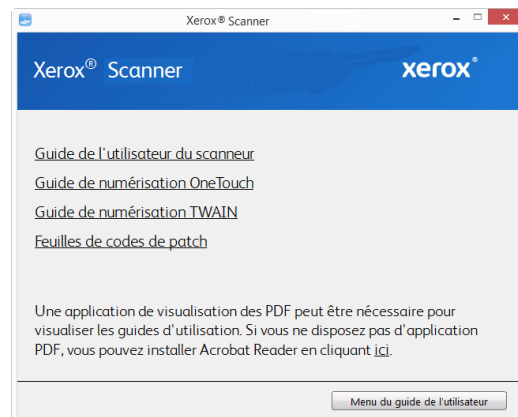 Xerox® Scanner
Xerox® Scanner
xerox®
Guide de l'utilisateur du scanneur
Guide de numérisation OneTouch
Guide de numérisation TWAIN
Feuilles de codes de patch
Une application de visualisation des PDF peut être nécessaire pour
visualiser les guides d'utilisation. Si vous ne disposez pas d'application
PDF, vous pouvez installer Acrobat Reader en cliquant ici.
Menu du guide de l'utilisateur